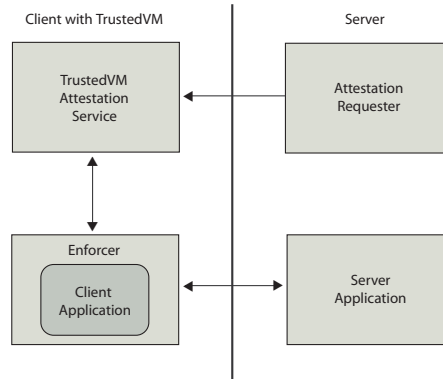 Client with TrustedVM
Server
TrustedVM
Attestation
Service
Attestation
Requester
Enforcer
Client
Application
Server
Application